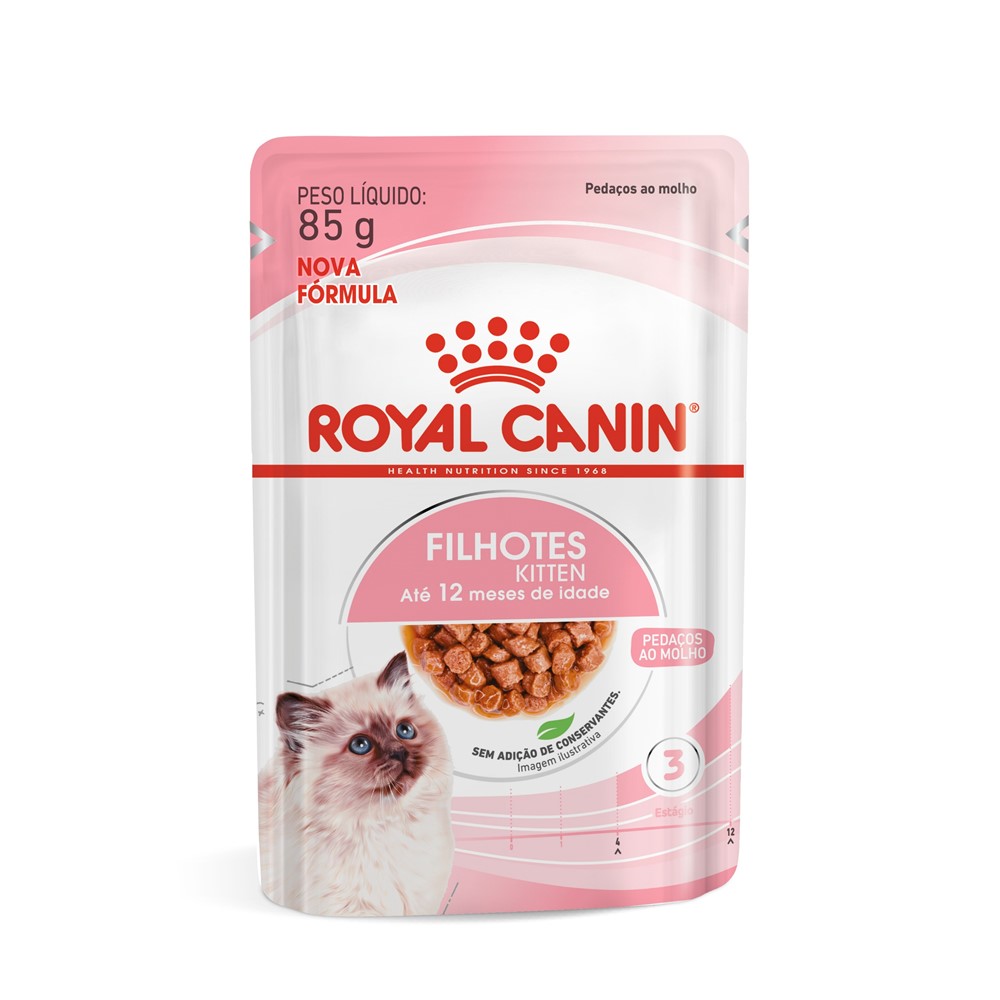 PESO LÍQUIDO:
85 g
NOVA
FÓRMULA
Pedaços ao molho
ROYAL CANIN®
HEALTH NUTRITION SINCE 1968
FILHOTES
KITTEN
Até 12 meses de idade
PEDAÇOS
AO MOLHO
SEM ADIÇÃO DE CONSERVANTES.
Imagem ilustrativa
3
Estágio
4
12